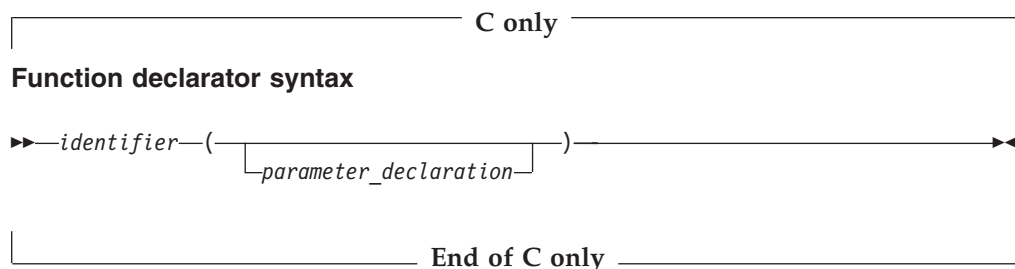 C only
Function declarator syntax
identifier ( )
parameter_declaration
End of C only